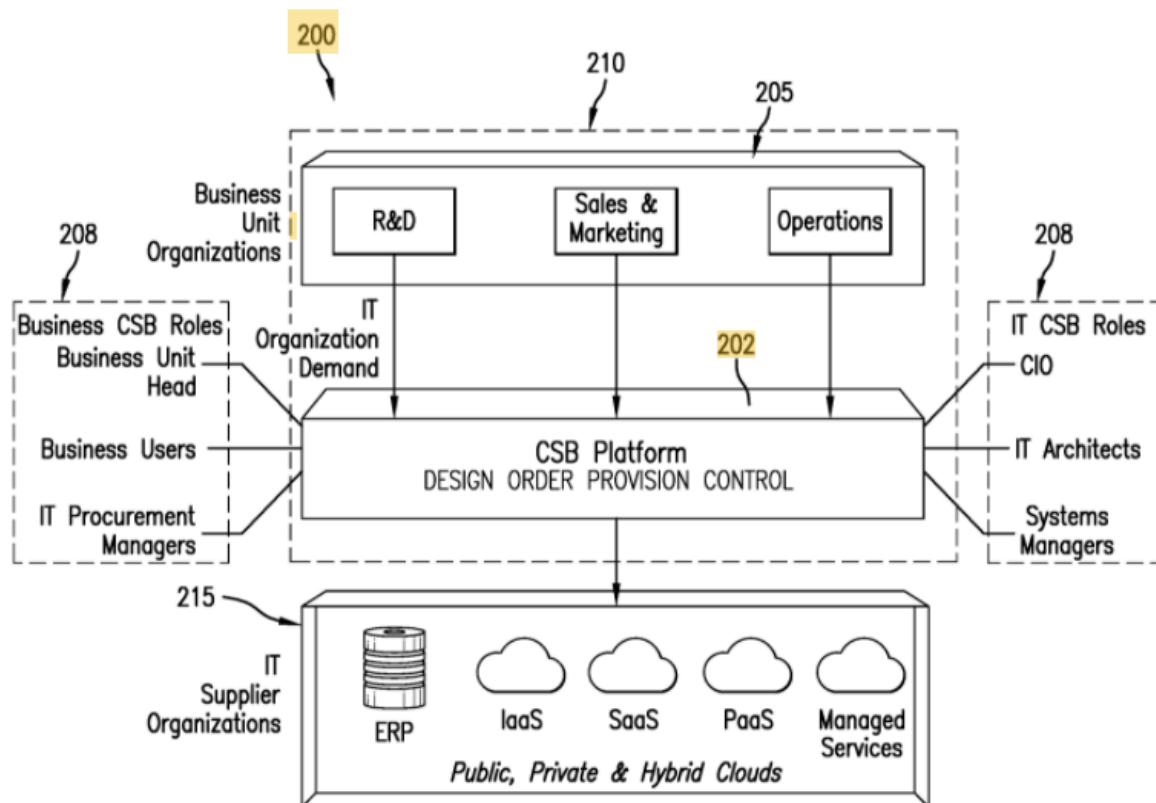 200
210
205
Business
Unit
Organizations
R&D
Sales &
Marketing
Operations
208
208
IT
Organization
Demand
202
Business CSB Roles
Business Unit
Head
Business Users
IT Procurement
Managers
CSB Platform
DESIGN ORDER PROVISION CONTROL
IT CSB Roles
CIO
IT Architects
Systems
Managers
215
IT
Supplier
Organizations
ERP
IaaS
SaaS
PaaS
Managed
Services
Public, Private & Hybrid Clouds